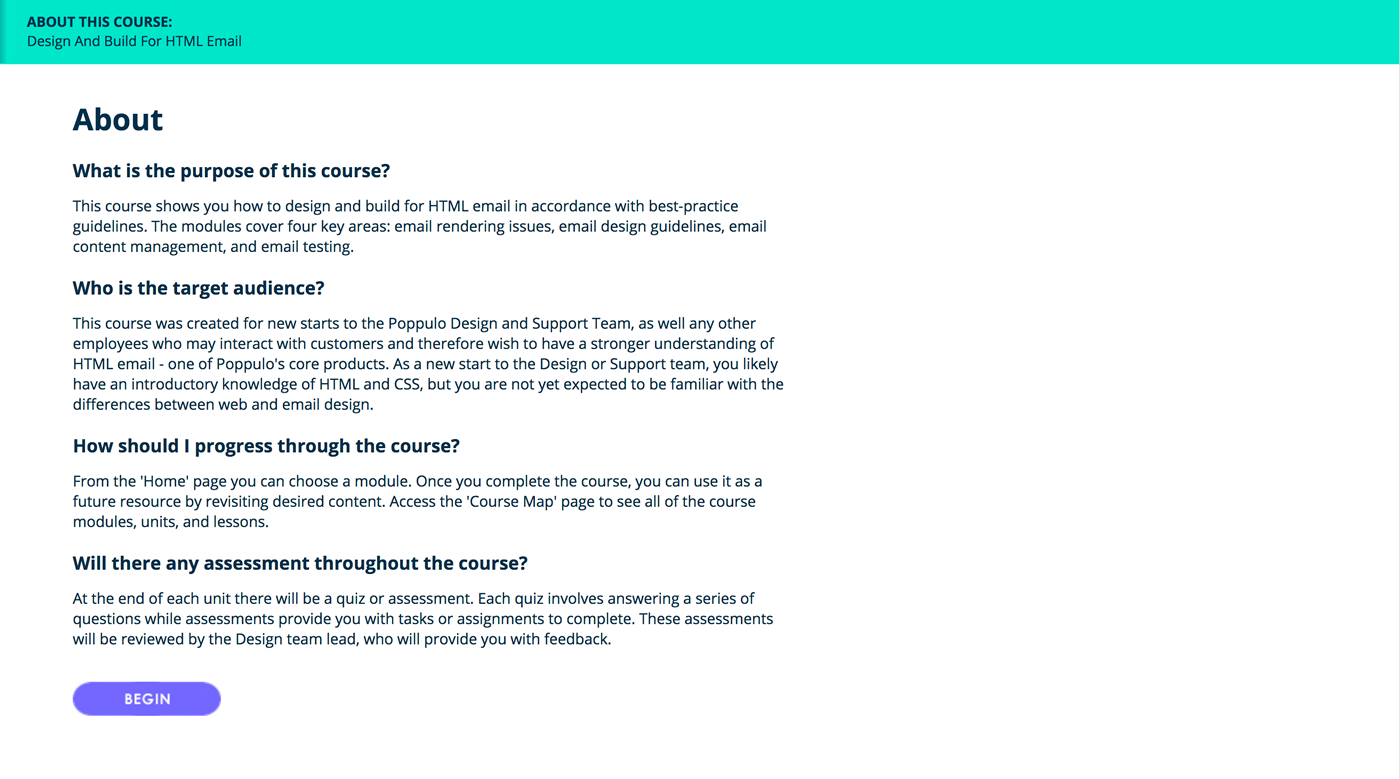 ABOUT THIS COURSE:
Design And Build For HTML Email
About
What is the purpose of this course?
This course shows you how to design and build for HTML email in accordance with best-practice
guidelines. The modules cover four key areas: email rendering issues, email design guidelines, email
content management, and email testing.
Who is the target audience?
This course was created for new starts to the Poppulo Design and Support Team, as well any other
employees who may interact with customers and therefore wish to have a stronger understanding of
HTML email - one of Poppulo's core products. As a new start to the Design or Support team, you likely
have an introductory knowledge of HTML and CSS, but you are not yet expected to be familiar with the
differences between web and email design.
How should I progress through the course?
From the 'Home' page you can choose a module. Once you complete the course, you can use it as a
future resource by revisiting desired content. Access the 'Course Map' page to see all of the course
modules, units, and lessons.
Will there any assessment throughout the course?
At the end of each unit there will be a quiz or assessment. Each quiz involves answering a series of
questions while assessments provide you with tasks or assignments to complete. These assessments
will be reviewed by the Design team lead, who will provide you with feedback.
BEGIN